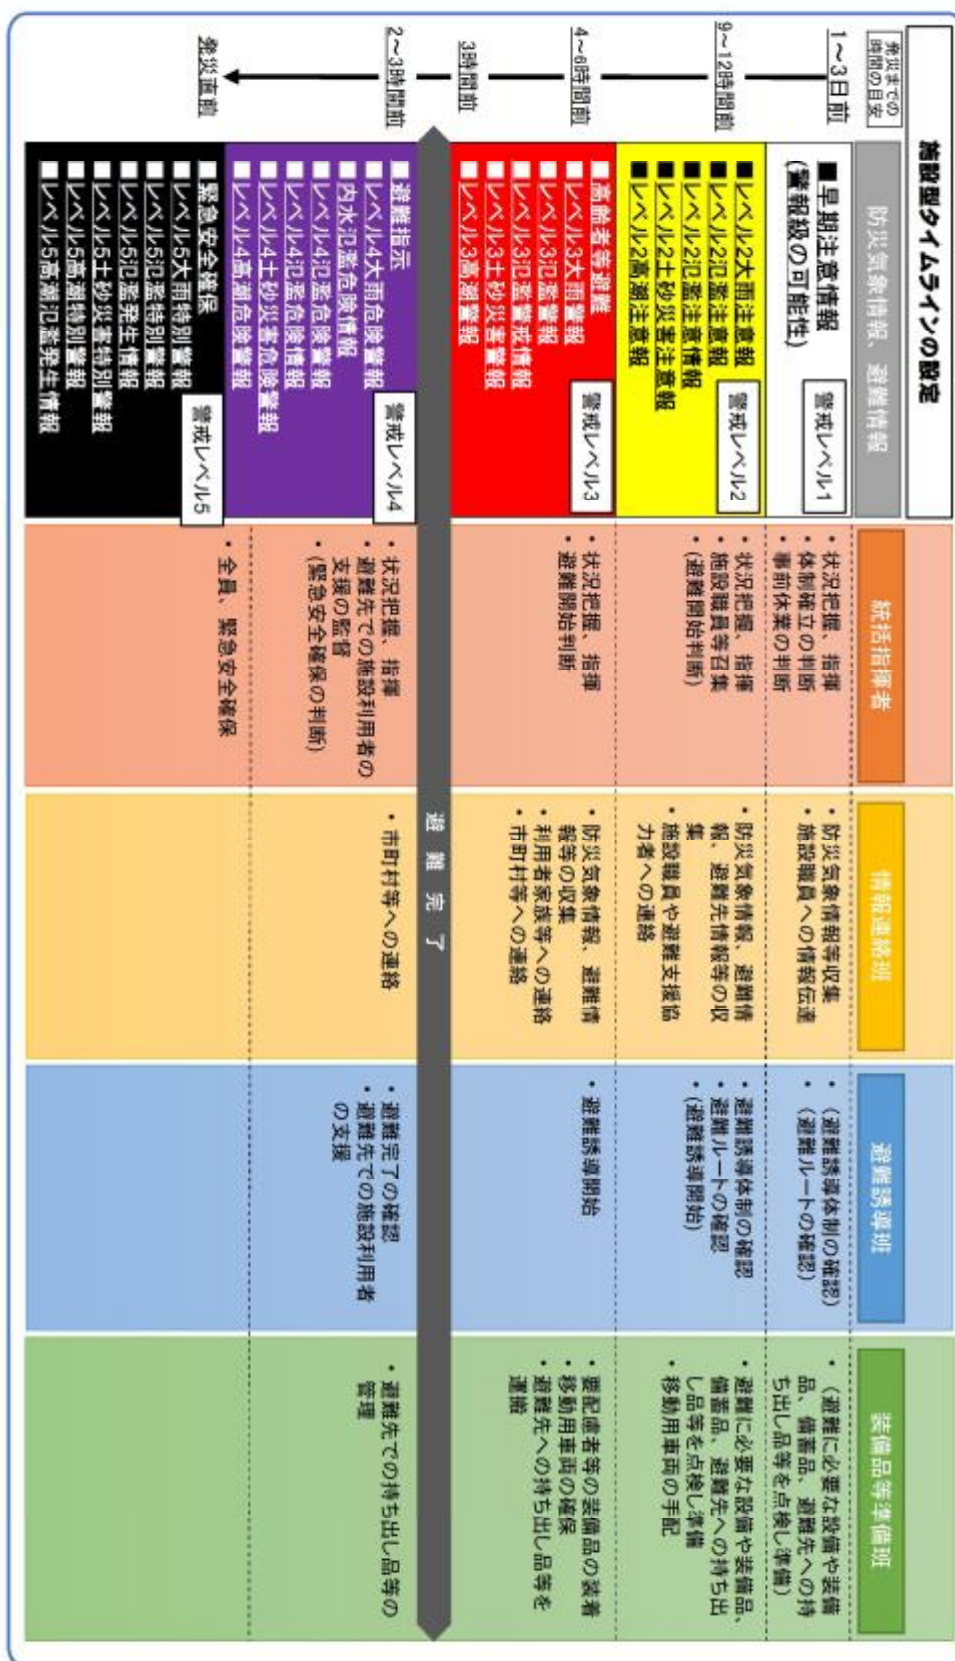 施設型タイムラインの設定
発災までの
時間の目安
防災気象情報、避難情報
統括指揮者
情報連絡班
避難誘導班
装備品等準備班
1~3日前
■早期注意情報
(警報級の可能性)
警戒レベル1
・状況把握、指揮
・体制確立の判断
・事前休業の判断
・防災気象情報等収集
・施設職員への情報伝達
・(避難誘導体制の確認)
・(避難ルートの確認)
・(避難に必要な設備や装備
品、備蓄品、避難先への持
ち出し品等を点検し準備)
9~12時間前
■レベル2大雨注意報
■レベル2氾濫注意報
■レベル2氾濫注意情報
■レベル2土砂災害注意報
■レベル2高潮注意報
警戒レベル2
・状況把握、指揮
・施設職員等召集
・(避難開始判断)
・防災気象情報、避難情
報、避難先情報等の収
集
・施設職員や避難支援協
力者への連絡
・避難誘導体制の確認
・避難ルートの確認
・(避難誘導開始)
・避難に必要な設備や装備品、
備蓄品、避難先への持ち出
し品等を点検し準備
・移動用車両の手配
4~6時間前
■高齢者等避難
■レベル3大雨警報
■レベル3氾濫警報
■レベル3氾濫警戒情報
■レベル3土砂災害警報
■レベル3高潮警報
警戒レベル3
・状況把握、指揮
・避難開始判断
・防災気象情報、避難情
報等の収集
・利用者家族等への連絡
・市町村等への連絡
・避難誘導開始
・要配慮者等の装備品の装着
・移動用車両の確保
・避難先への持ち出し品等を
運搬
3時間前
避難完了
2~3時間前
■避難指示
■レベル4大雨危険警報
内水氾濫危険情報
■レベル4氾濫危険警報
■レベル4氾濫危険情報
■レベル4土砂災害危険警報
■レベル4高潮危険警報
警戒レベル4
・状況把握、指揮
・避難先での施設利用者の
支援の監督
・(緊急安全確保の判断)
・市町村等への連絡
・避難完了の確認
・避難先での施設利用者
の支援
・避難先での持ち出し品等の
管理
発災直前
■緊急安全確保
■レベル5大雨特別警報
■レベル5氾濫特別警報
■レベル5氾濫発生情報
■レベル5土砂災害特別警報
■レベル5高潮特別警報
■レベル5高潮氾濫発生情報
警戒レベル5
・全員、緊急安全確保